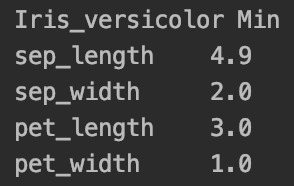 Iris_versicolor Min
sep_length    4.9
sep_width     2.0
pet_length    3.0
pet_width     1.0